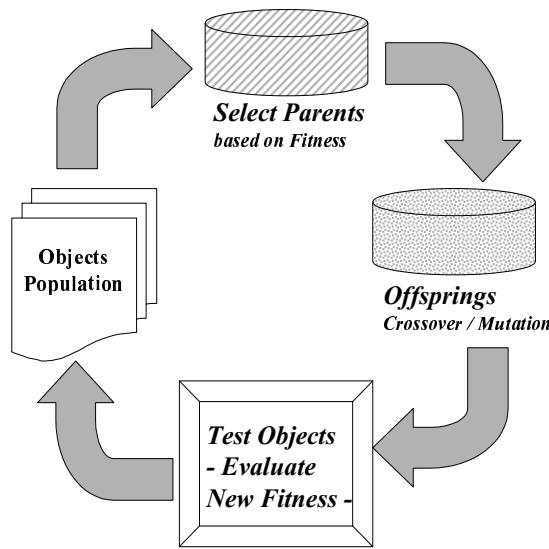 Select Parents
based on Fitness
Objects
Population
Offsprings
Crossover / Mutation
Test Objects
- Evaluate
New Fitness -